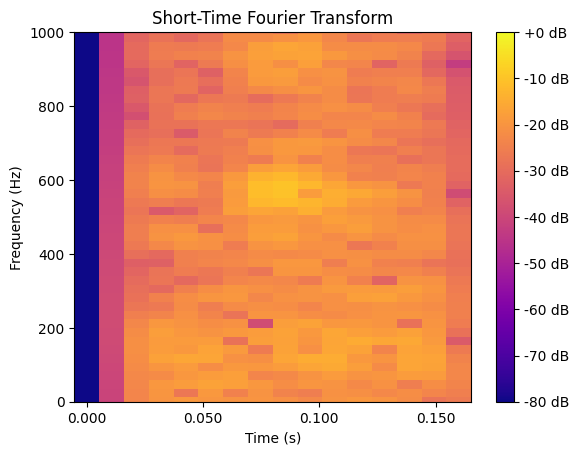 Short-Time Fourier Transform
1000
800
600
400
200
0
Frequency (Hz)
0.000
0.050
0.100
0.150
Time (s)
+0 dB
-10 dB
-20 dB
-30 dB
-40 dB
-50 dB
-60 dB
-70 dB
-80 dB